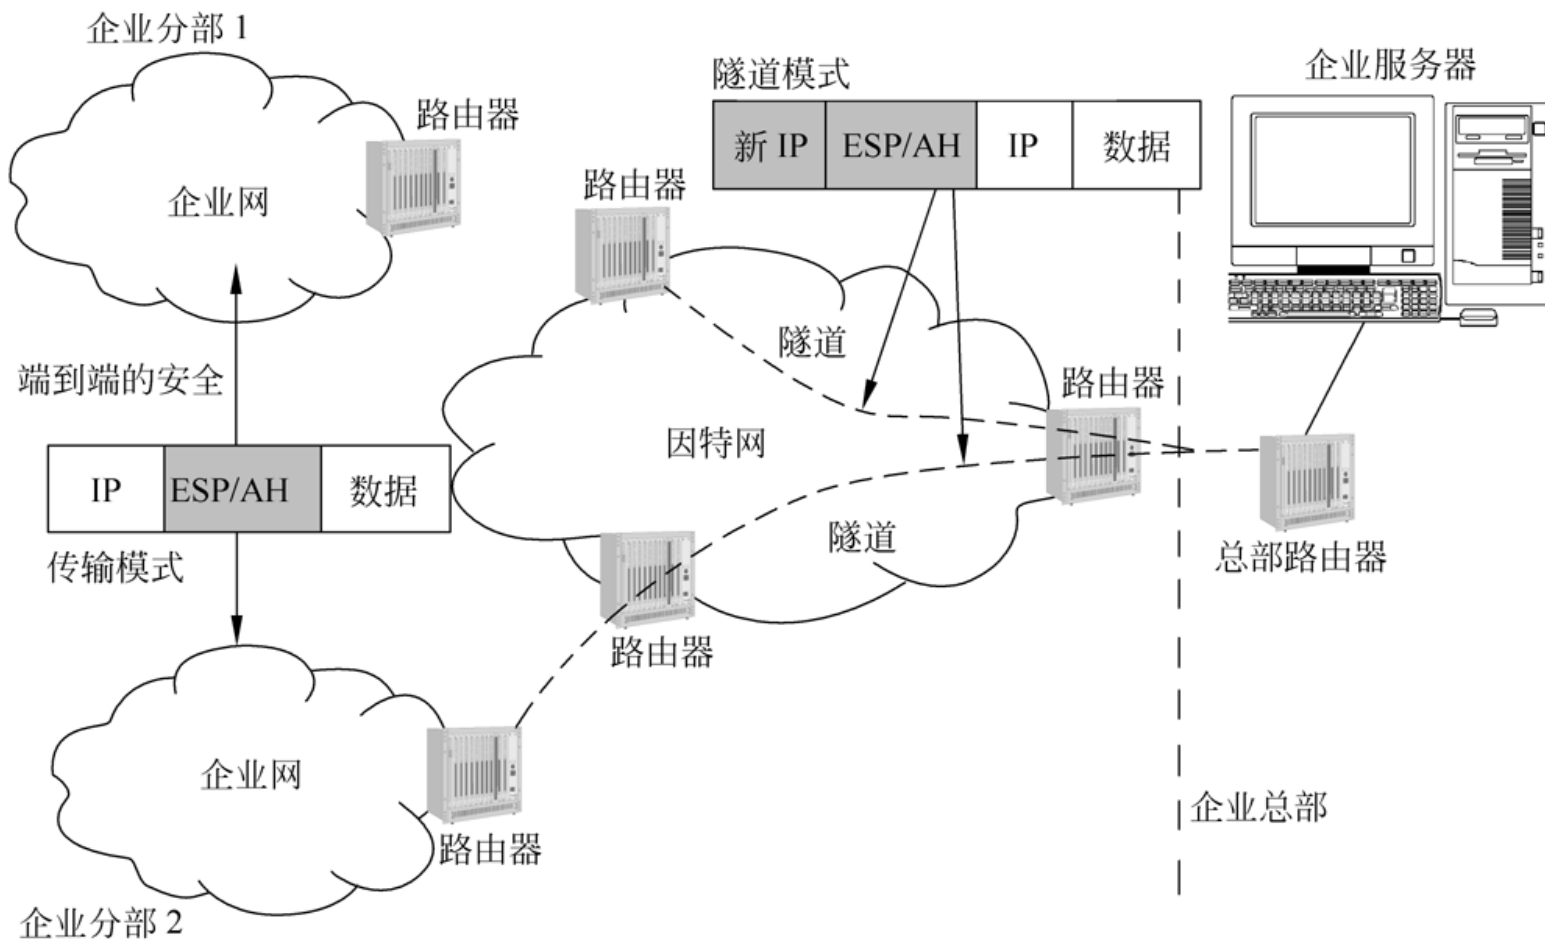 企业分部 1
路由器
企业网
隧道模式
新 IP
ESP/AH
IP
数据
企业服务器
路由器
隧道
端到端的安全
路由器
因特网
IP
ESP/AH
数据
传输模式
隧道
总部路由器
路由器
企业网
路由器
企业总部
企业分部 2